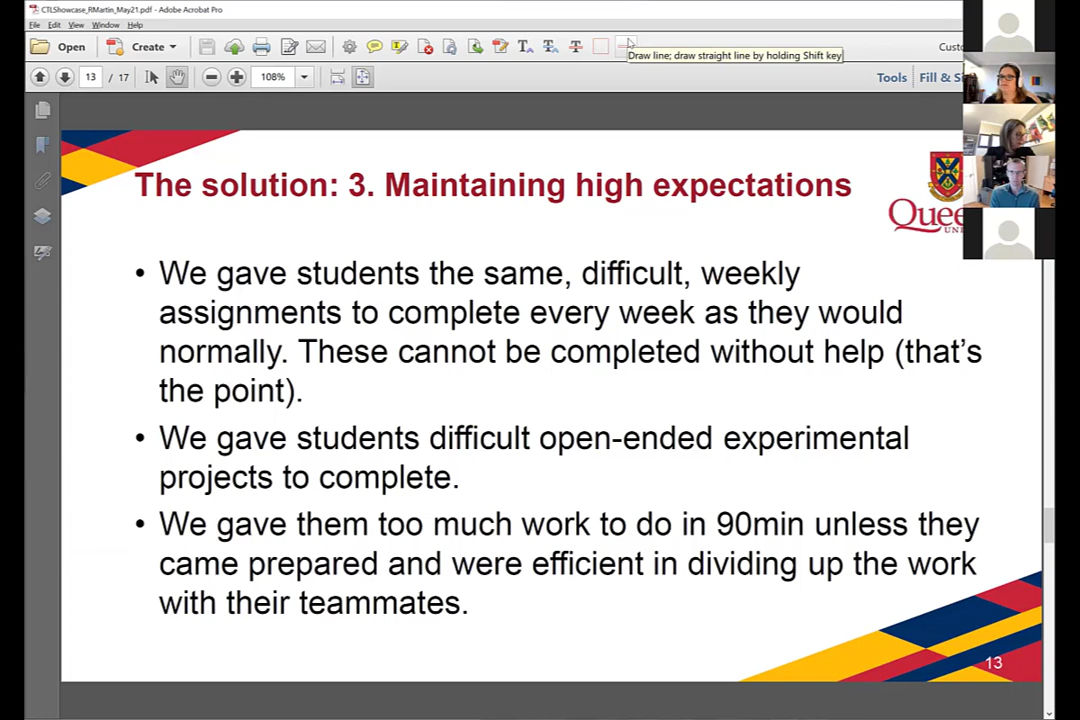 CTLShowcase_RMartin_May21.pdf - Adobe Acrobat Pro
File Edit View Window Help
Open Create Custo
Draw line; draw straight line by holding Shift key
13 / 17 108% Tools Fill & Si
The solution: 3. Maintaining high expectations
Quee
UNI
• We gave students the same, difficult, weekly
assignments to complete every week as they would
normally. These cannot be completed without help (that's
the point).
• We gave students difficult open-ended experimental
projects to complete.
• We gave them too much work to do in 90min unless they
came prepared and were efficient in dividing up the work
with their teammates.
13